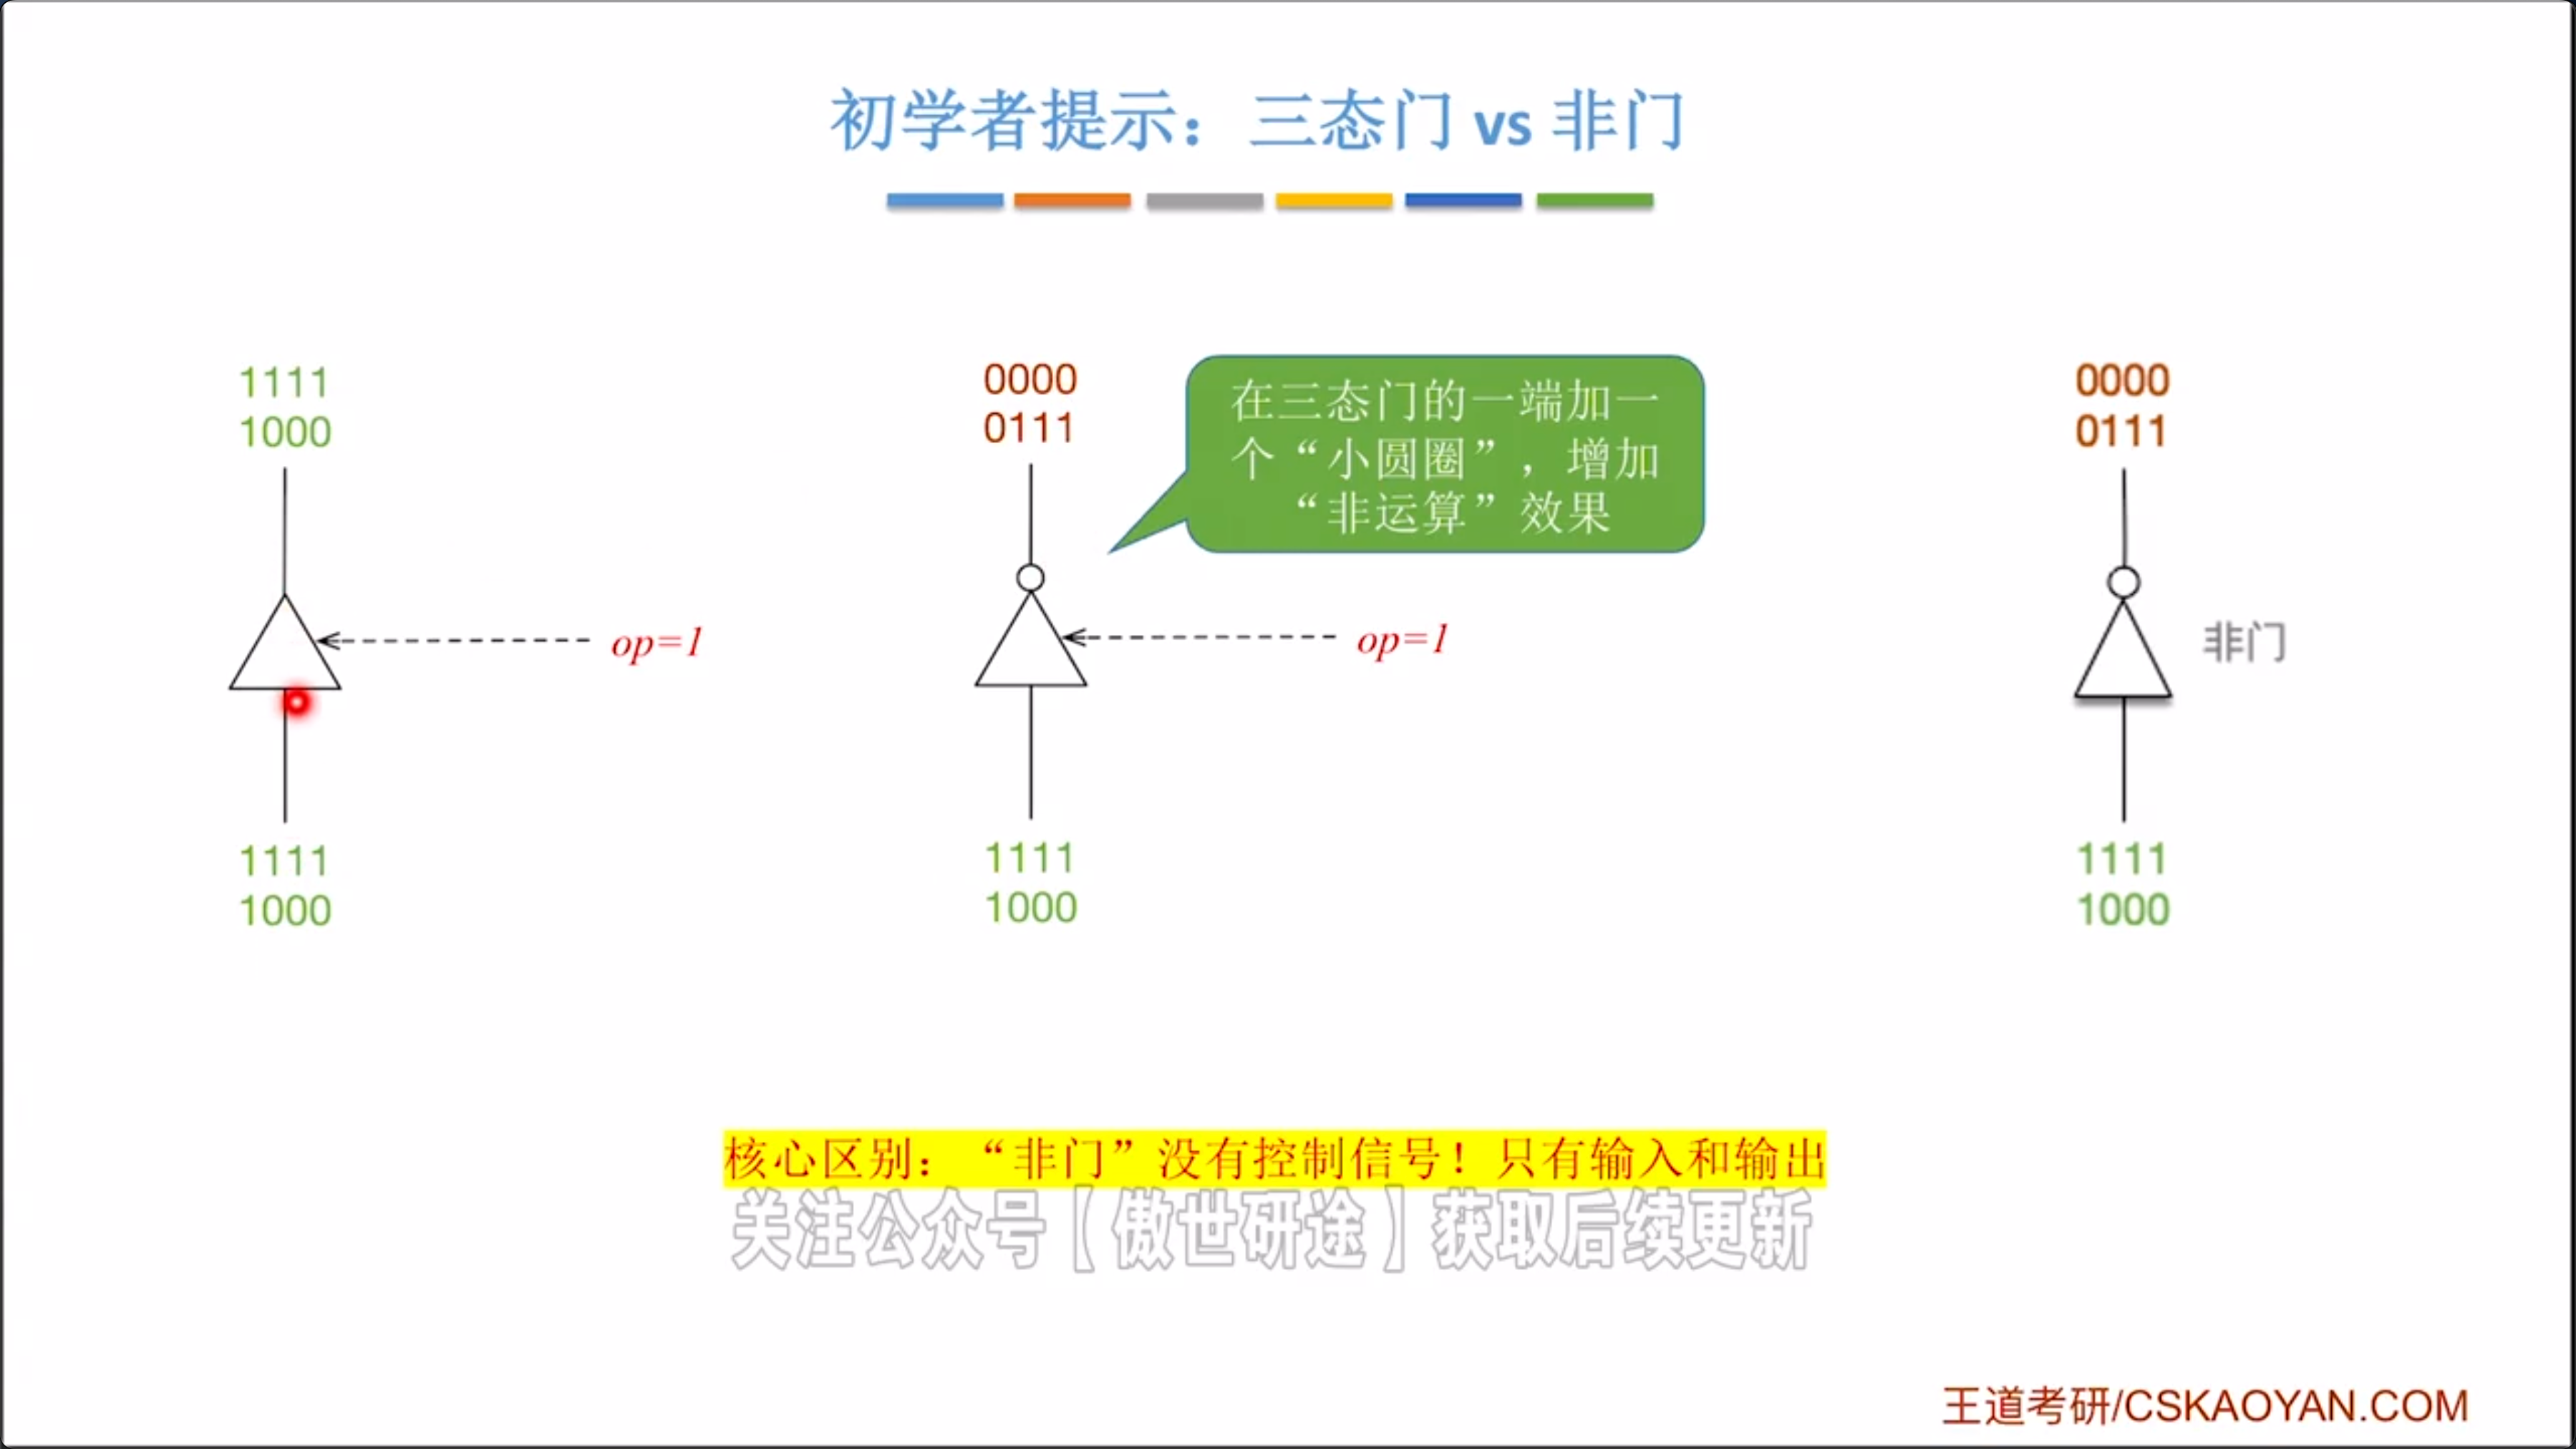 初学者提示：三态门 vs 非门
1111
1000
op=1
1111
1000
0000
0111
在三态门的一端加一
个“小圆圈”，增加
“非运算”效果
op=1
1111
1000
0000
0111
非门
1111
1000
核心区别：“非门”没有控制信号！只有输入和输出
关注公众号【傲世研途】获取后续更新
王道考研/CSKAOYAN.COM